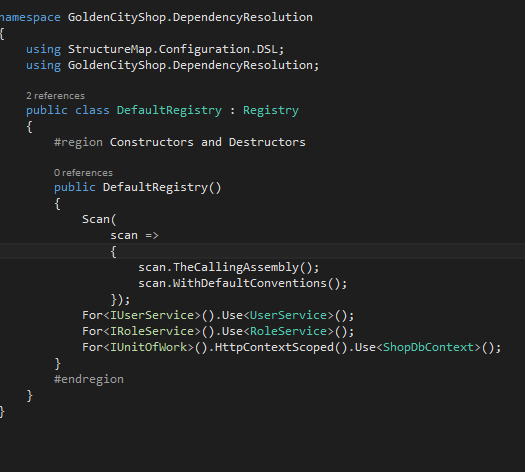 namespace GoldenCityShop.DependencyResolution
{
    using StructureMap.Configuration.DSL;
    using GoldenCityShop.DependencyResolution;
    2 references
    public class DefaultRegistry : Registry
    {
        #region Constructors and Destructors
        0 references
        public DefaultRegistry()
        {
            Scan(
                scan =>
                {
                    scan.TheCallingAssembly();
                    scan.WithDefaultConventions();
                });
            For<IUserService>().Use<UserService>();
            For<IRoleService>().Use<RoleService>();
            For<IUnitOfWork>().HttpContextScoped().Use<ShopDbContext>();
        }
        #endregion
    }
}